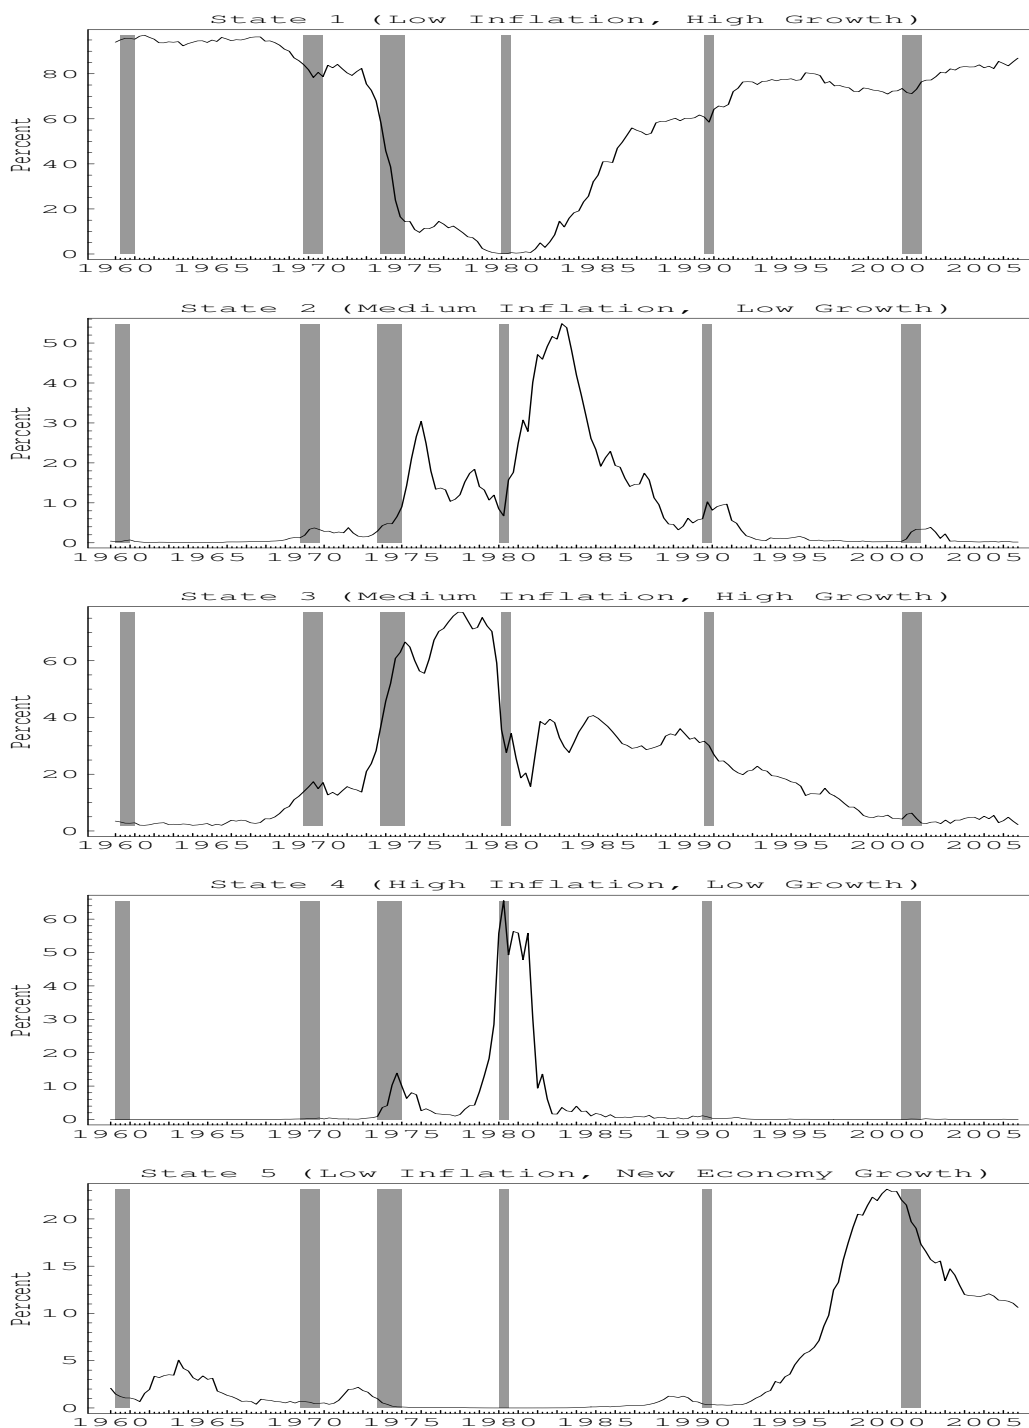 State 1 (Low Inflation, High Growth)
Percent
80
60
40
20
0
1960 1965 1970 1975 1980 1985 1990 1995 2000 2005
State 2 (Medium Inflation, Low Growth)
Percent
50
40
30
20
10
0
1960 1965 1970 1975 1980 1985 1990 1995 2000 2005
State 3 (Medium Inflation, High Growth)
Percent
60
40
20
0
1960 1965 1970 1975 1980 1985 1990 1995 2000 2005
State 4 (High Inflation, Low Growth)
Percent
60
50
40
30
20
10
0
1960 1965 1970 1975 1980 1985 1990 1995 2000 2005
State 5 (Low Inflation, New Economy Growth)
Percent
20
15
10
5
0
1960 1965 1970 1975 1980 1985 1990 1995 2000 2005